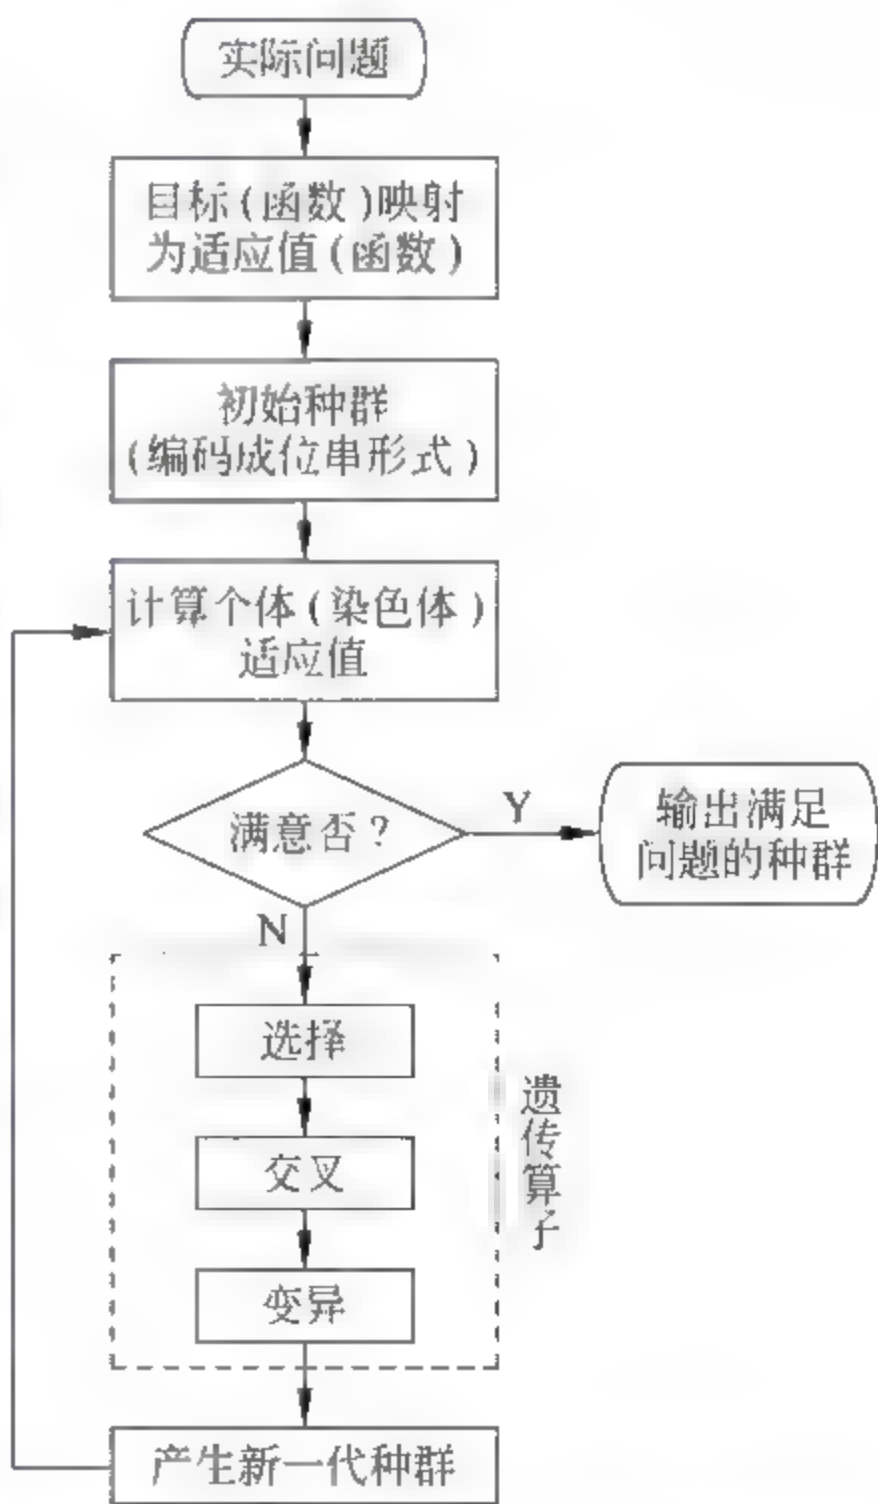 实际问题
目标(函数)映射
为适应值(函数)
初始种群
(编码成位串形式)
计算个体(染色体)
适应值
满意否?
Y
输出满足
问题的种群
N
选择
交叉
变异
遗传算子
产生新一代种群